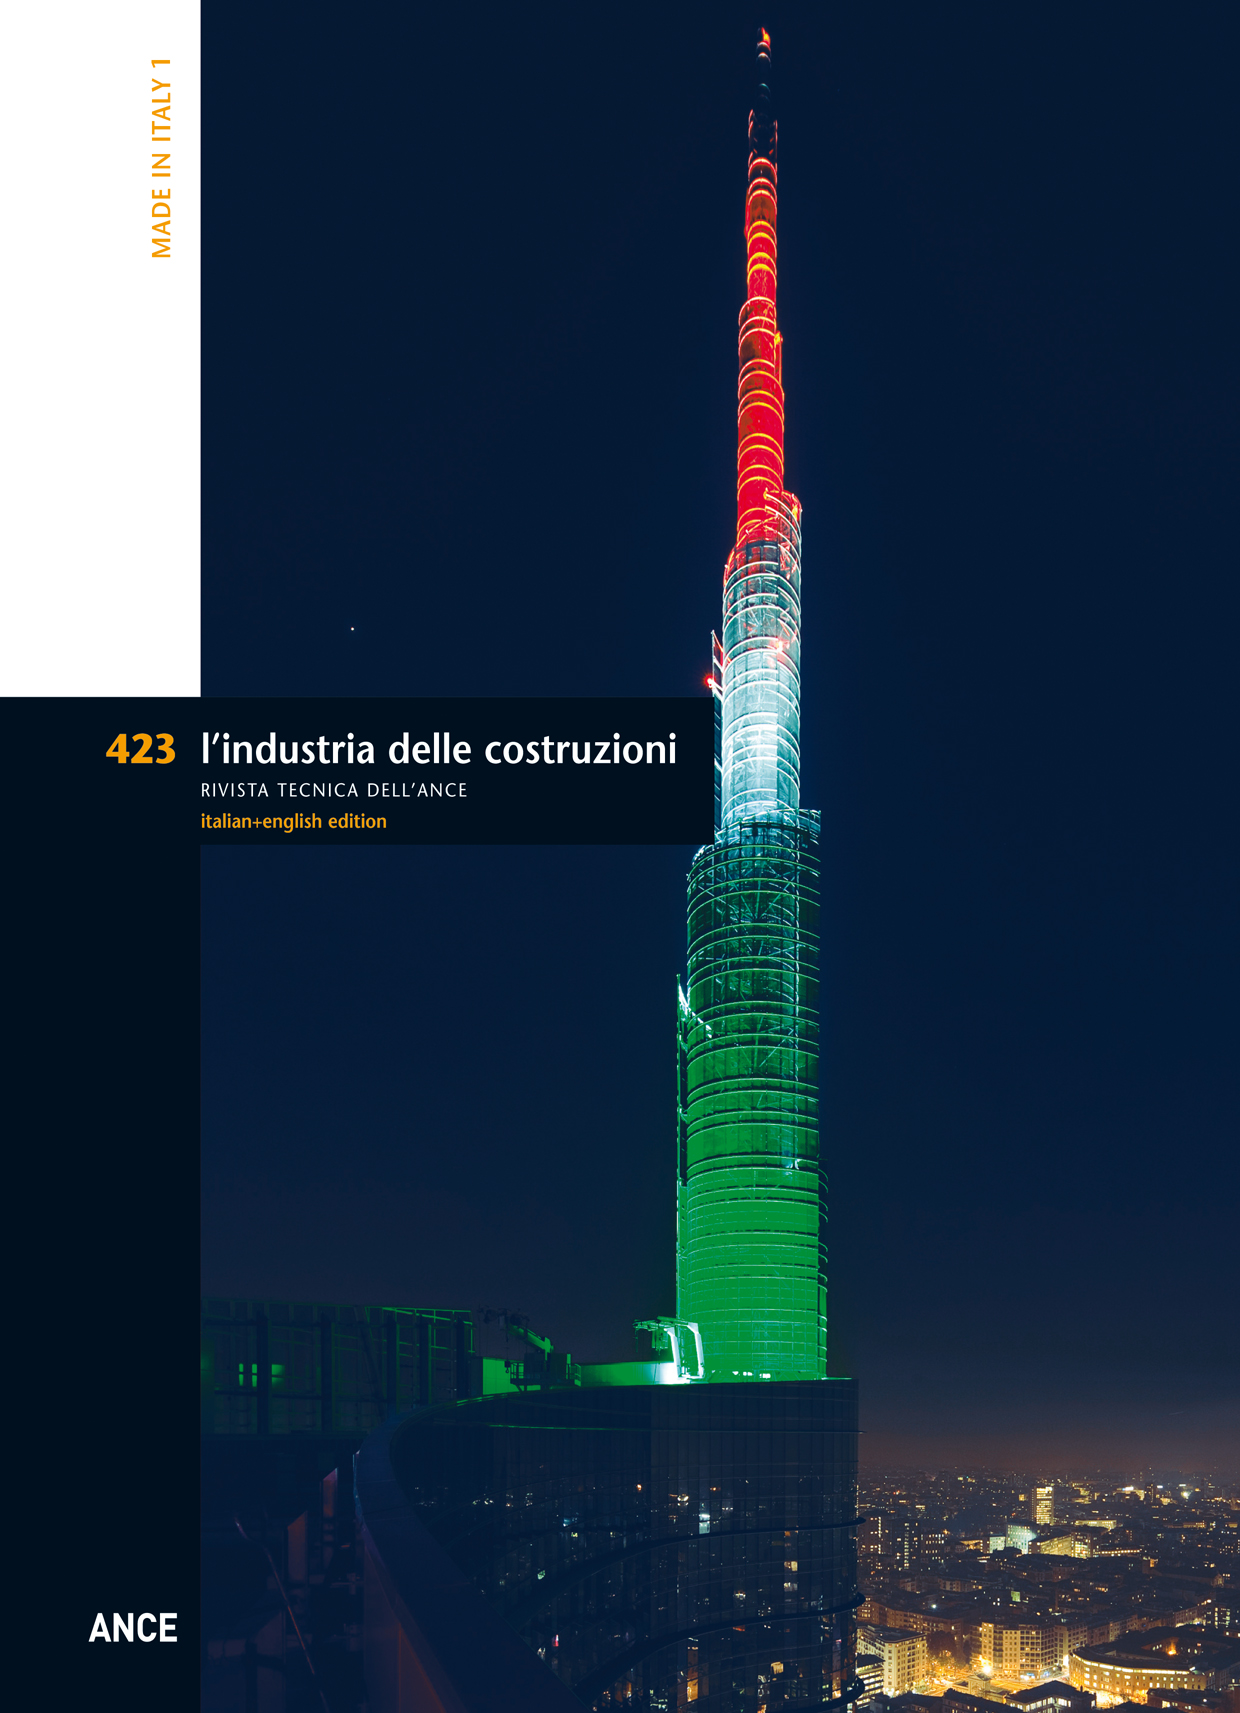 MADE IN ITALY 1
423 l’industria delle costruzioni
RIVISTA TECNICA DELL’ANCE
italian+english edition
ANCE